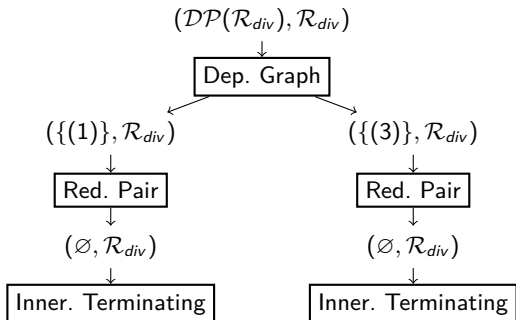 (𝒟𝒫(ℛ_div), ℛ_div)
Dep. Graph
({(1)}, ℛ_div) ({(3)}, ℛ_div)
Red. Pair Red. Pair
(∅, ℛ_div) (∅, ℛ_div)
Inner. Terminating Inner. Terminating